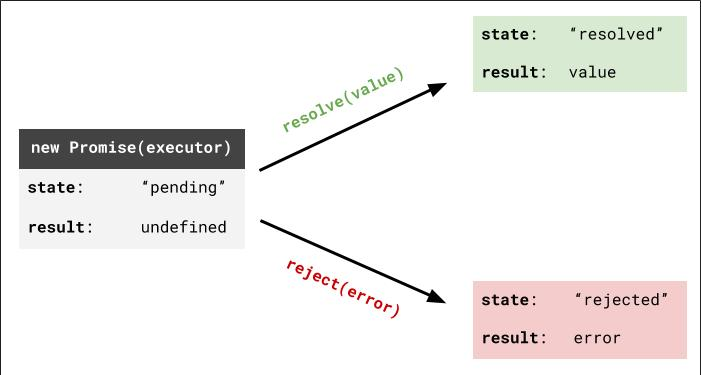 new Promise(executor)
state: “pending”
result: undefined
resolve(value)
state: “resolved”
result: value
reject(error)
state: “rejected”
result: error